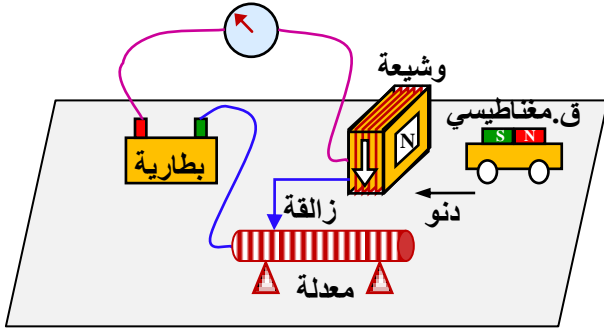 وشيعة
ق.مغناطيسي
S N
N
بطارية
دنو
زالقة
معدلة